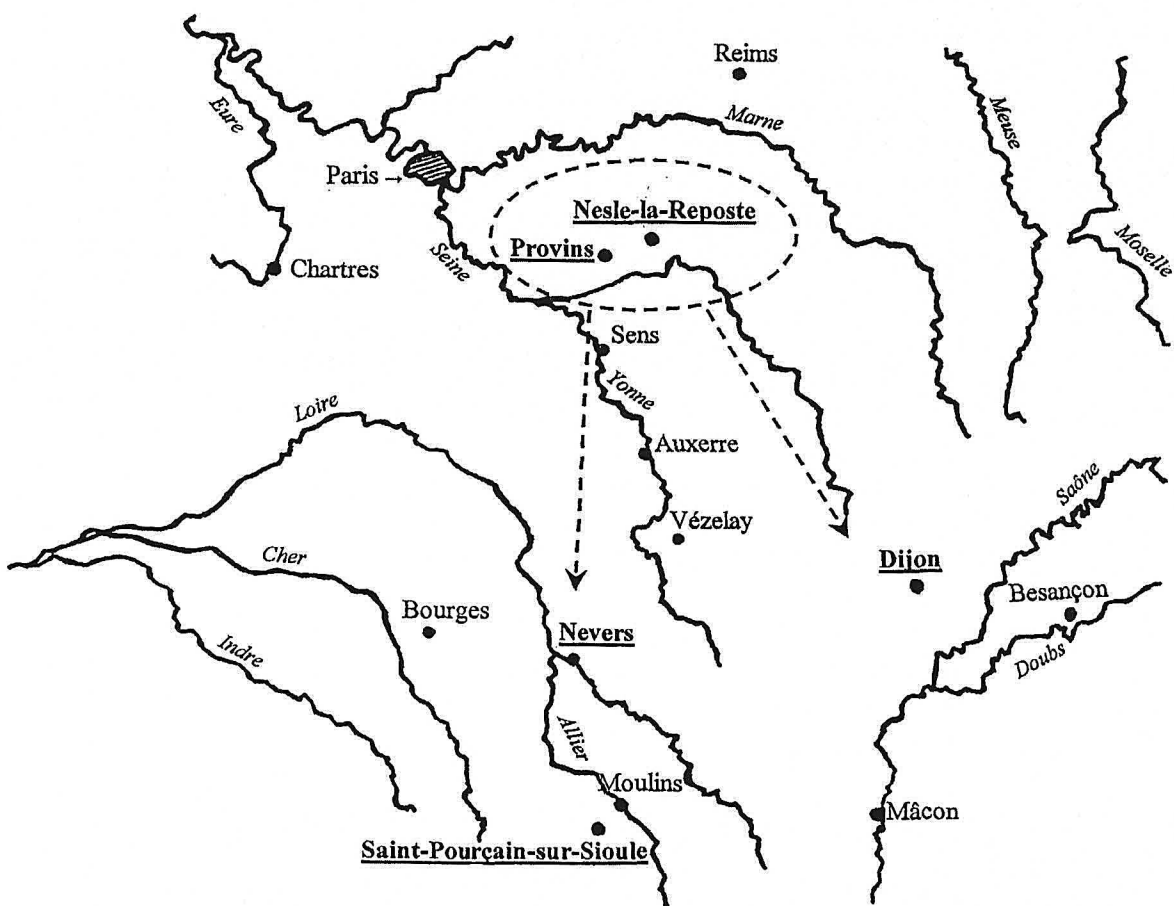 Reims
Eure
Marne
Meuse
Paris →
Nesle-la-Reposte
Provins
Seine
Moselle
Chartres
Sens
Yonne
Loire
Auxerre
Saône
Vézelay
Cher
Dijon
Besançon
Bourges
Nevers
Indre
Doubs
Allier
Moulins
Mâcon
Saint-Pourçain-sur-Sioule